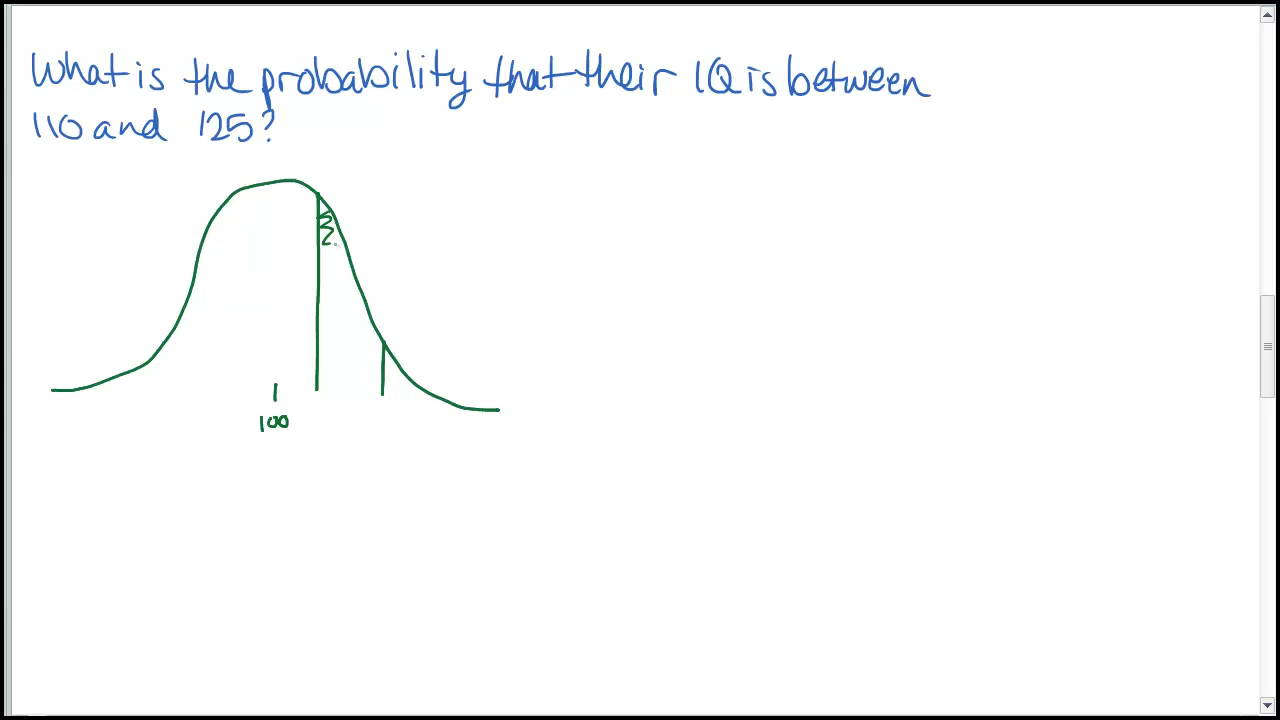 What is the probability that their IQ is between
110 and 125?
100